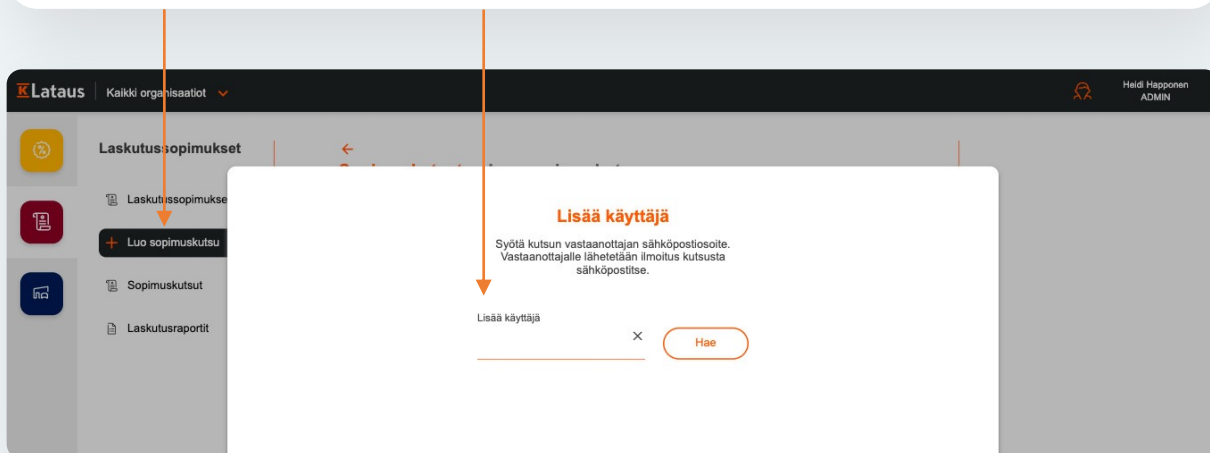 K Lataus
Kaikki organisaatiot
Heidi Happonen
ADMIN
Laskutussopimukset
Laskutussopimukse
Luo sopimuskutsu
Sopimuskutsut
Laskutusraportit
Lisää käyttäjä
Syötä kutsun vastaanottajan sähköpostiosoite.
Vastaanottajalle lähetetään ilmoitus kutsusta
sähköpostitse.
Lisää käyttäjä
Hae